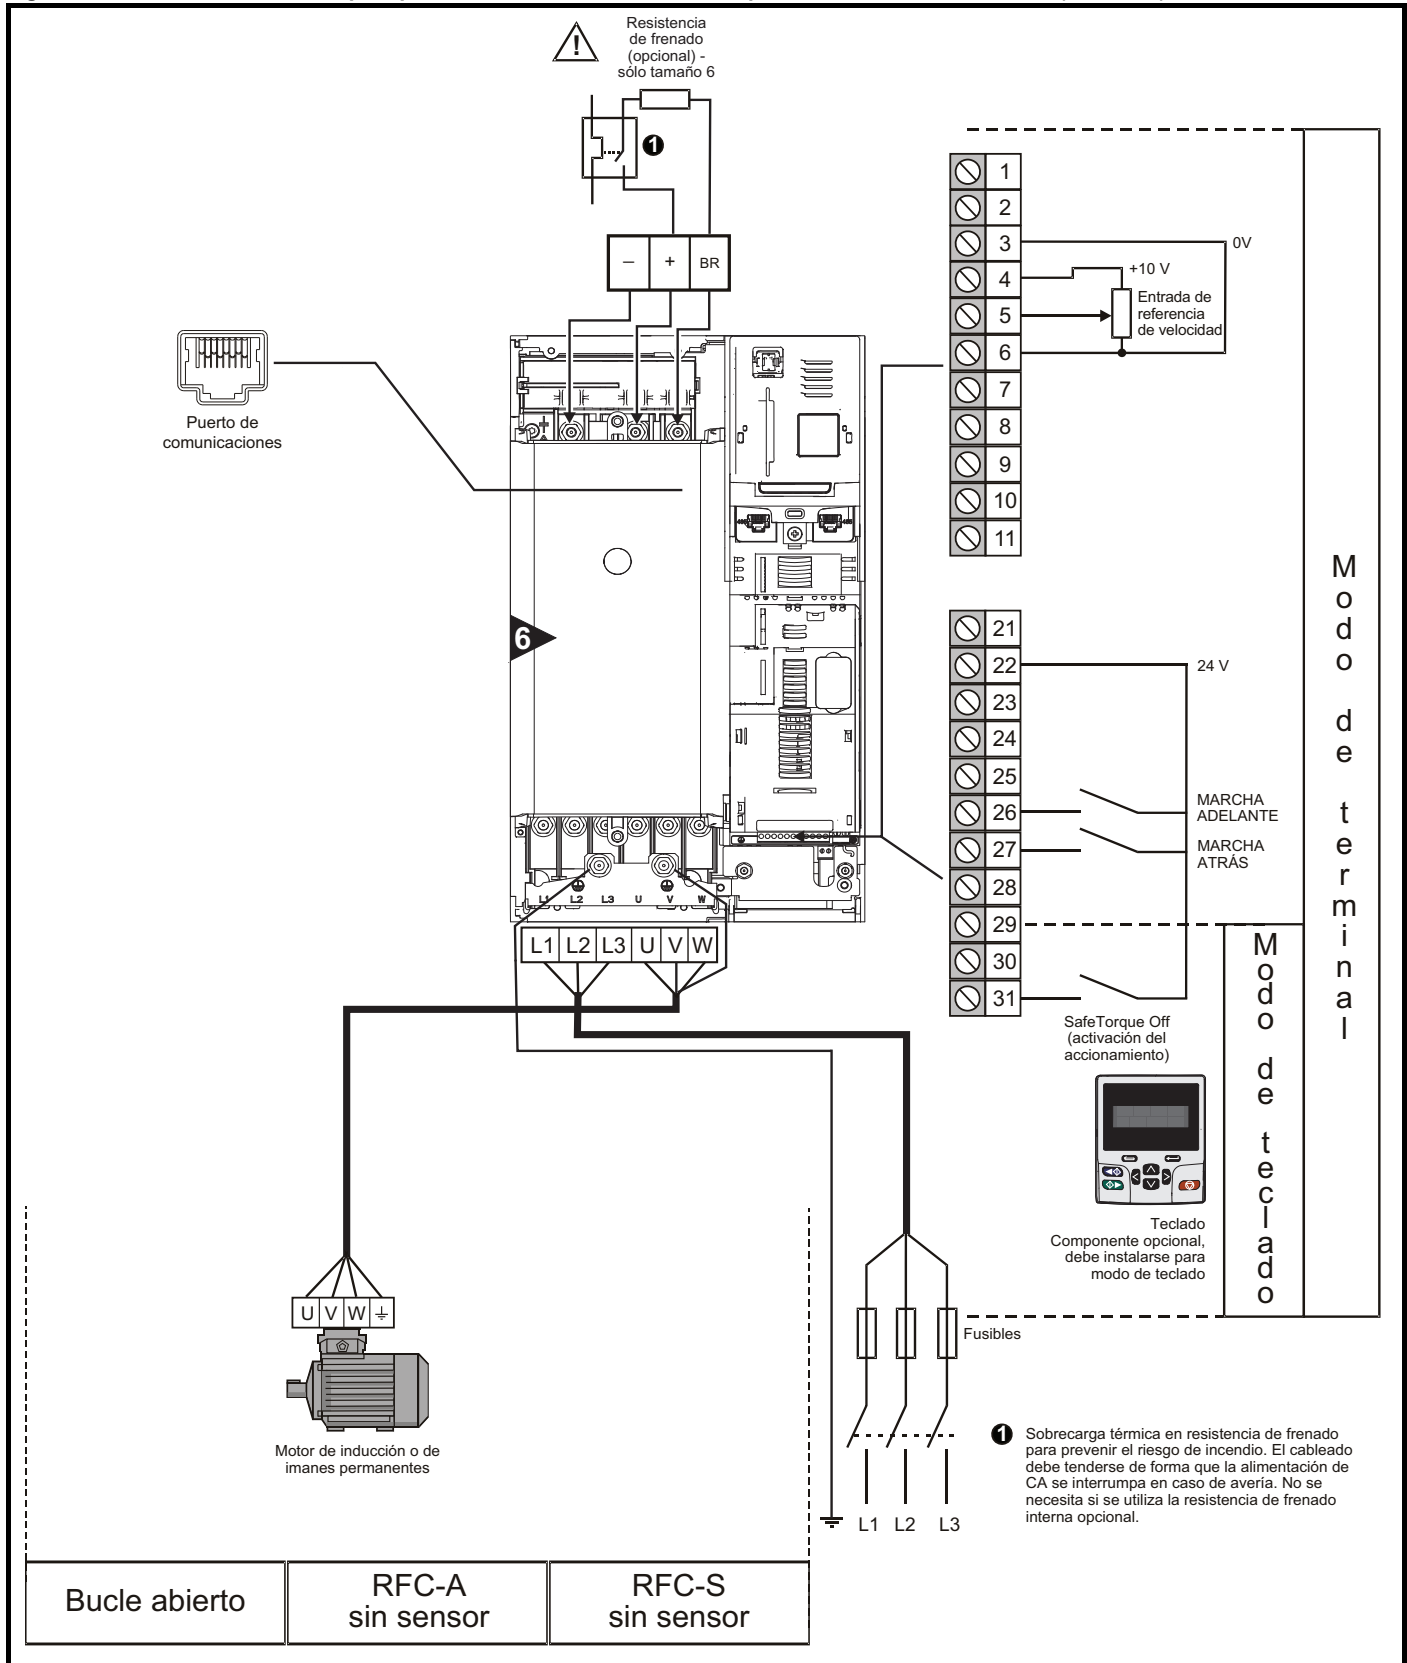 Resistencia
de frenado
(opcional) -
sólo tamaño 6
1
– + BR
Puerto de
comunicaciones
1
2
3
0V
4
+10 V
5
Entrada de
referencia
de velocidad
6
7
8
9
10
11
21
22
24 V
23
24
25
26
MARCHA
ADELANTE
27
MARCHA
ATRÁS
28
29
30
31
SafeTorque Off
(activación del
accionamiento)
Modo de terminal
Modo de teclado
6
L1 L2 L3 U V W
L1 L2 L3 U V W
Teclado
Componente opcional,
debe instalarse para
modo de teclado
U V W
Motor de inducción o de
imanes permanentes
Fusibles
L1 L2 L3
1 Sobrecarga térmica en resistencia de frenado
para prevenir el riesgo de incendio. El cableado
debe tenderse de forma que la alimentación de
CA se interrumpa en caso de avería. No se
necesita si se utiliza la resistencia de frenado
interna opcional.
Bucle abierto
RFC-A
sin sensor
RFC-S
sin sensor